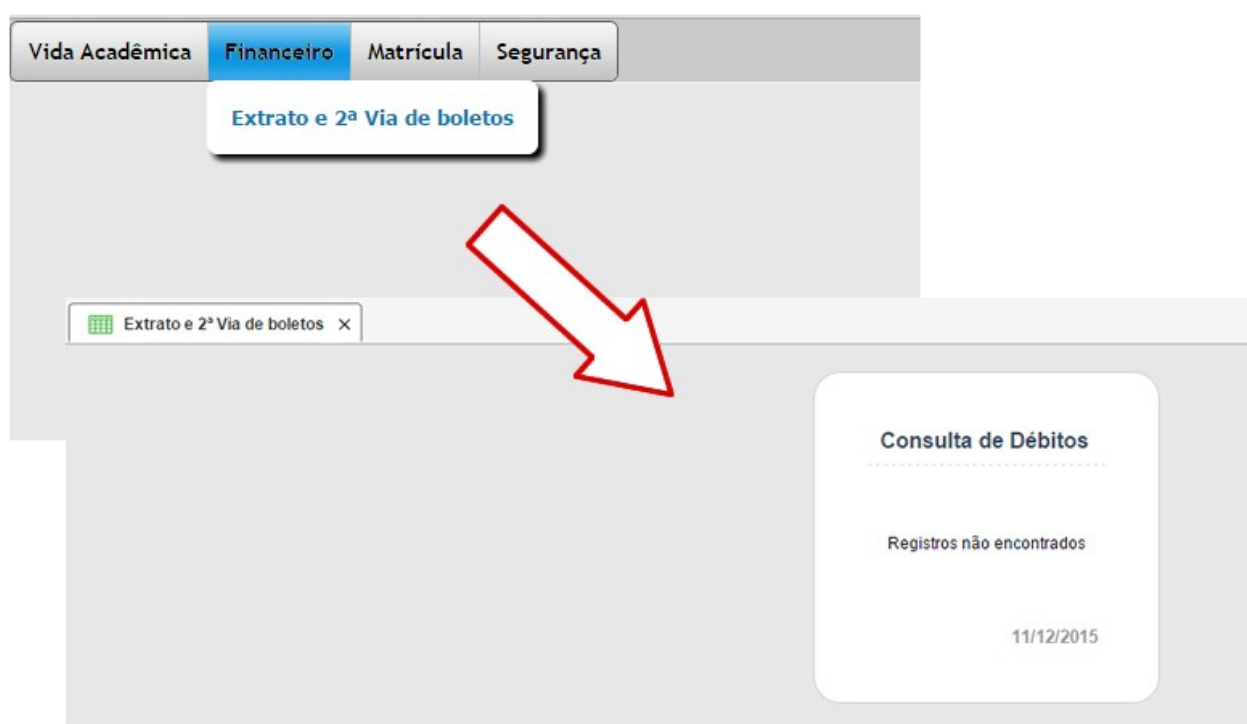 Vida Acadêmica Financeiro Matrícula Segurança
Extrato e 2ª Via de boletos
Extrato e 2ª Via de boletos ×
Consulta de Débitos
Registros não encontrados
11/12/2015